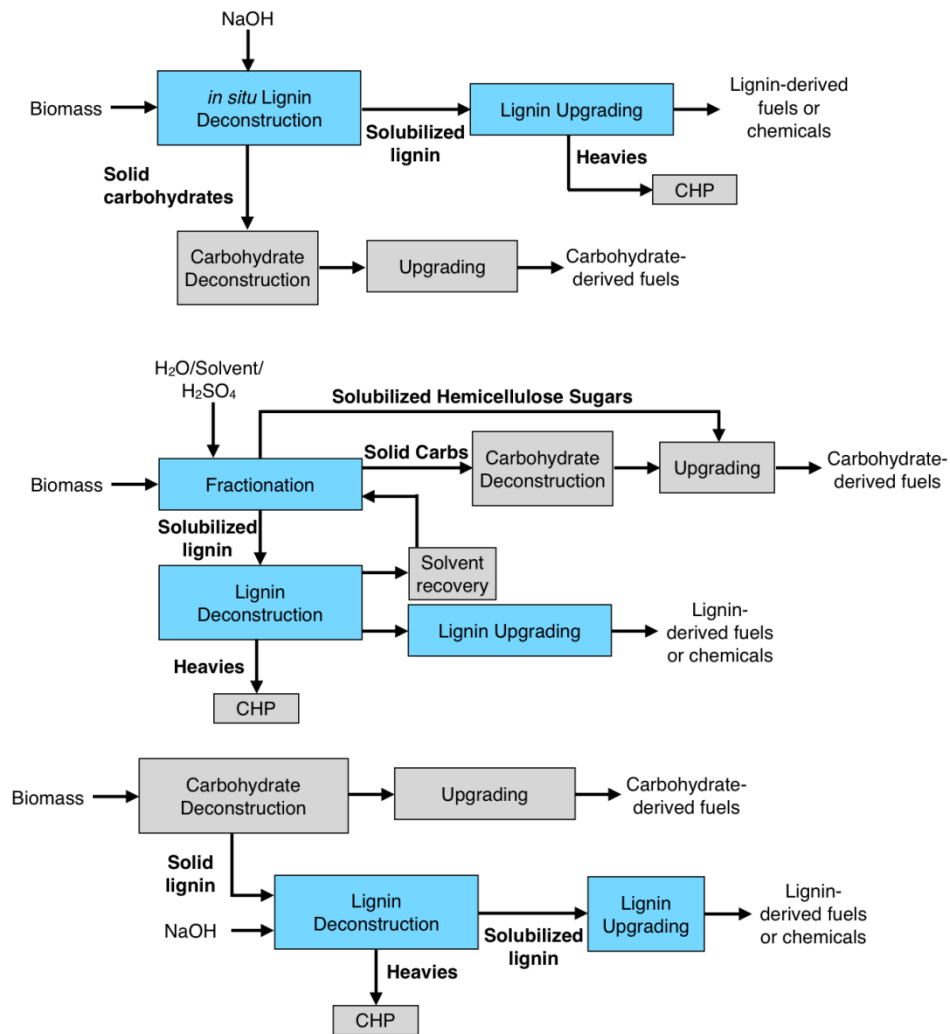 NaOH
Biomass
in situ Lignin
Deconstruction
Solubilized
lignin
Lignin Upgrading
Lignin-derived
fuels or
chemicals
Heavies
CHP
Solid
carbohydrates
Carbohydrate
Deconstruction
Upgrading
Carbohydrate-
derived fuels
H₂O/Solvent/
H₂SO₄
Solubilized Hemicellulose Sugars
Biomass
Fractionation
Solid Carbs
Carbohydrate
Deconstruction
Upgrading
Carbohydrate-
derived fuels
Solubilized
lignin
Solvent
recovery
Lignin
Deconstruction
Lignin Upgrading
Lignin-
derived fuels
or chemicals
Heavies
CHP
Biomass
Carbohydrate
Deconstruction
Upgrading
Carbohydrate-
derived fuels
Solid
lignin
NaOH
Lignin
Deconstruction
Solubilized
lignin
Lignin
Upgrading
Lignin-
derived fuels
or chemicals
Heavies
CHP